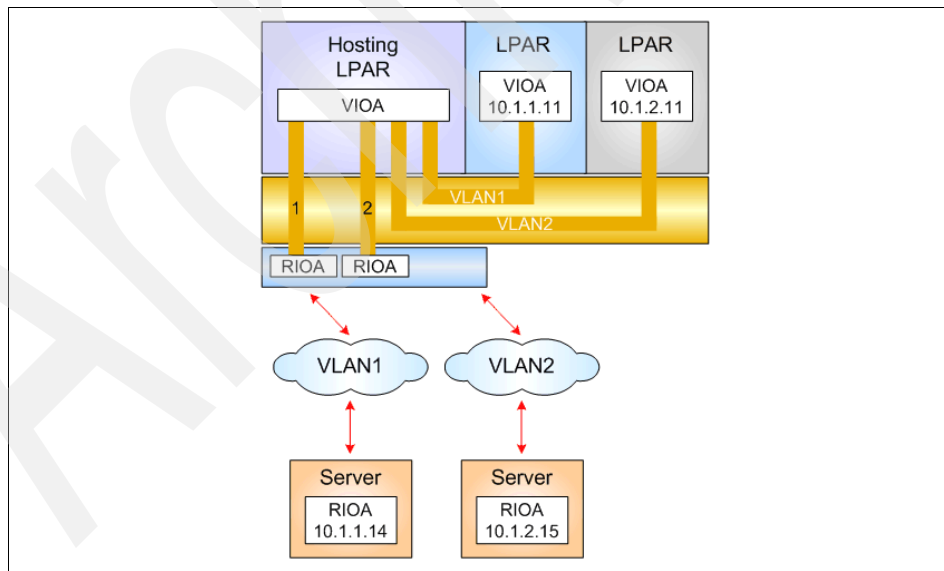 Hosting
LPAR
LPAR
LPAR
VIOA
VIOA
10.1.1.11
VIOA
10.1.2.11
VLAN1
1
2
VLAN2
RIOA
RIOA
VLAN1
VLAN2
Server
Server
RIOA
10.1.1.14
RIOA
10.1.2.15